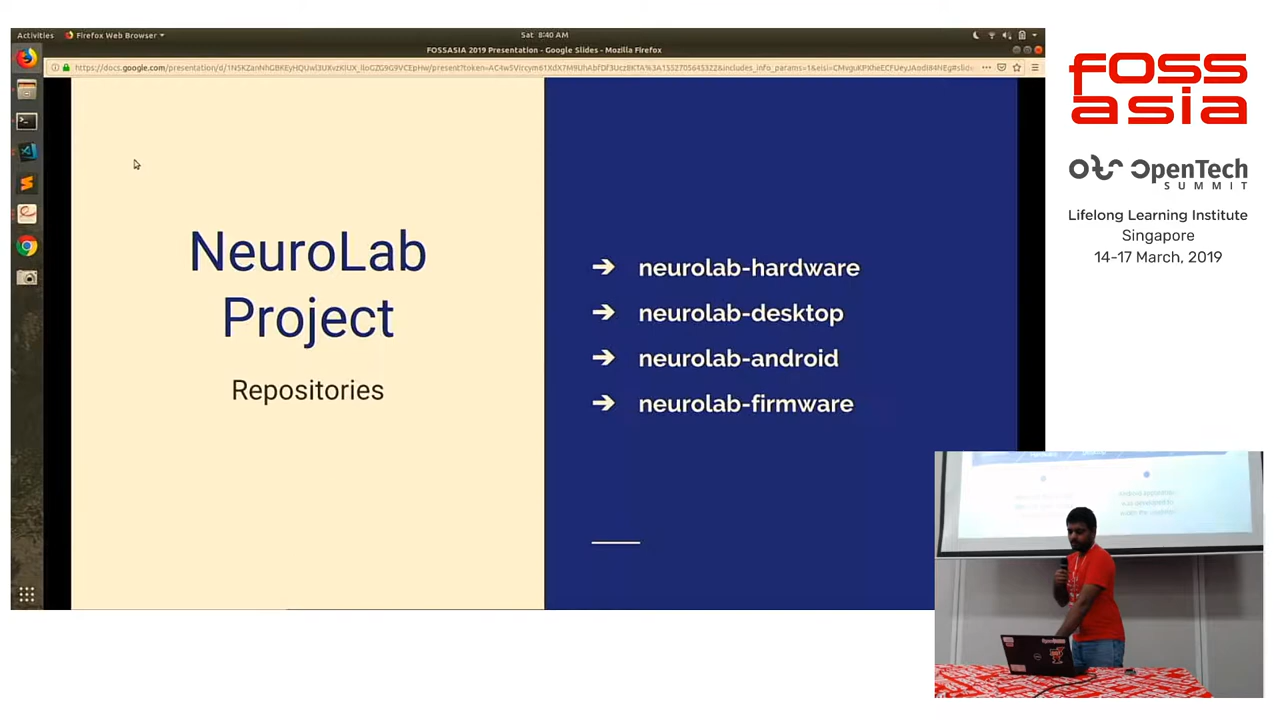 Activities
Firefox Web Browser
Sat 8:40 AM
FOSSASIA 2019 Presentation - Google Slides - Mozilla Firefox
NeuroLab
Project
Repositories
neurolab-hardware
neurolab-desktop
neurolab-android
neurolab-firmware
fOSS
asia
OpenTech
SUMMIT
Lifelong Learning Institute
Singapore
14-17 March, 2019